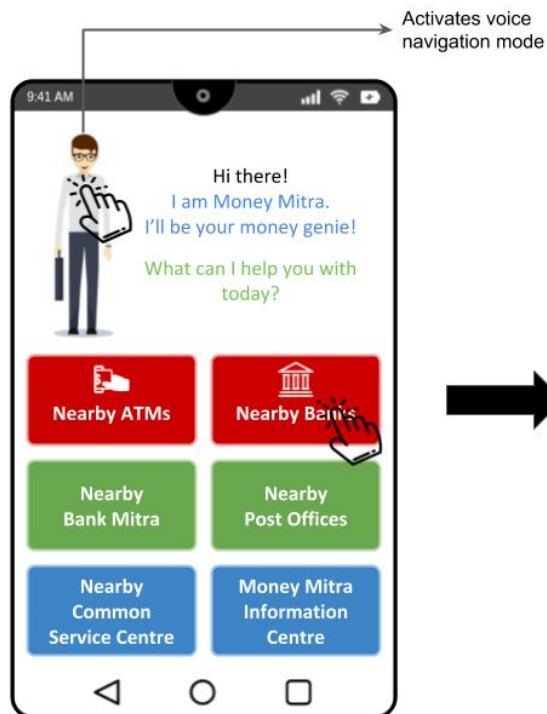 Activates voice
navigation mode
9:41 AM
Hi there!
I am Money Mitra.
I'll be your money genie!
What can I help you with
today?
Nearby ATMs
Nearby Banks
Nearby
Bank Mitra
Nearby
Post Offices
Nearby
Common
Service Centre
Money Mitra
Information
Centre